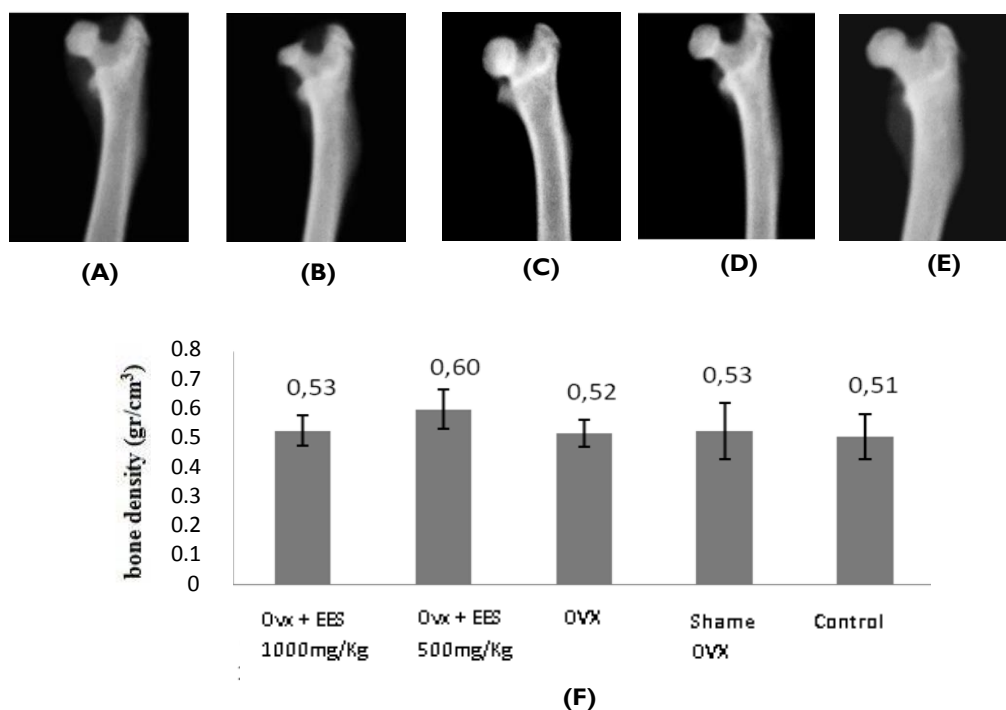 (A) (B) (C) (D) (E)
bone density (gr/cm³)
0.8
0.7
0.6
0.5
0.4
0.3
0.2
0.1
0
0,53 0,60 0,52 0,53 0,51
Ovx + EES Ovx + EES OVX Shame Control
1000mg/Kg 500mg/Kg OVX
(F)